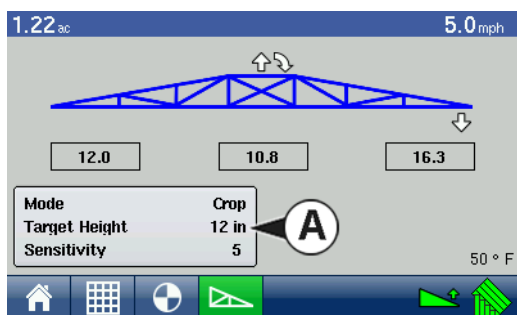 1.22 ac 5.0 mph
12.0 10.8 16.3
Mode Crop
Target Height 12 in
Sensitivity 5
A
50 ° F